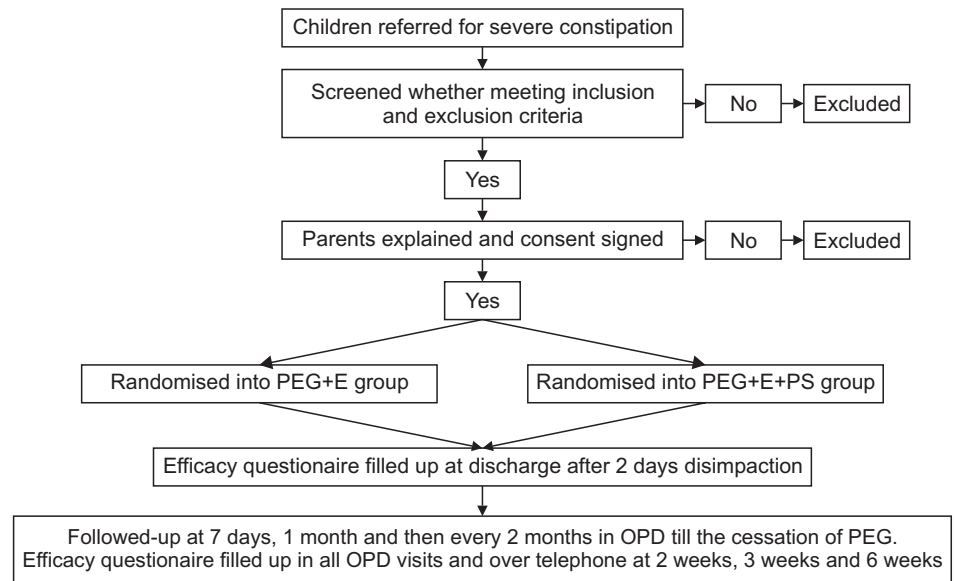 Children referred for severe constipation
Screened whether meeting inclusion
and exclusion criteria
No
Excluded
Yes
Parents explained and consent signed
No
Excluded
Yes
Randomised into PEG+E group
Randomised into PEG+E+PS group
Efficacy questionaire filled up at discharge after 2 days disimpaction
Followed-up at 7 days, 1 month and then every 2 months in OPD till the cessation of PEG.
Efficacy questionaire filled up in all OPD visits and over telephone at 2 weeks, 3 weeks and 6 weeks